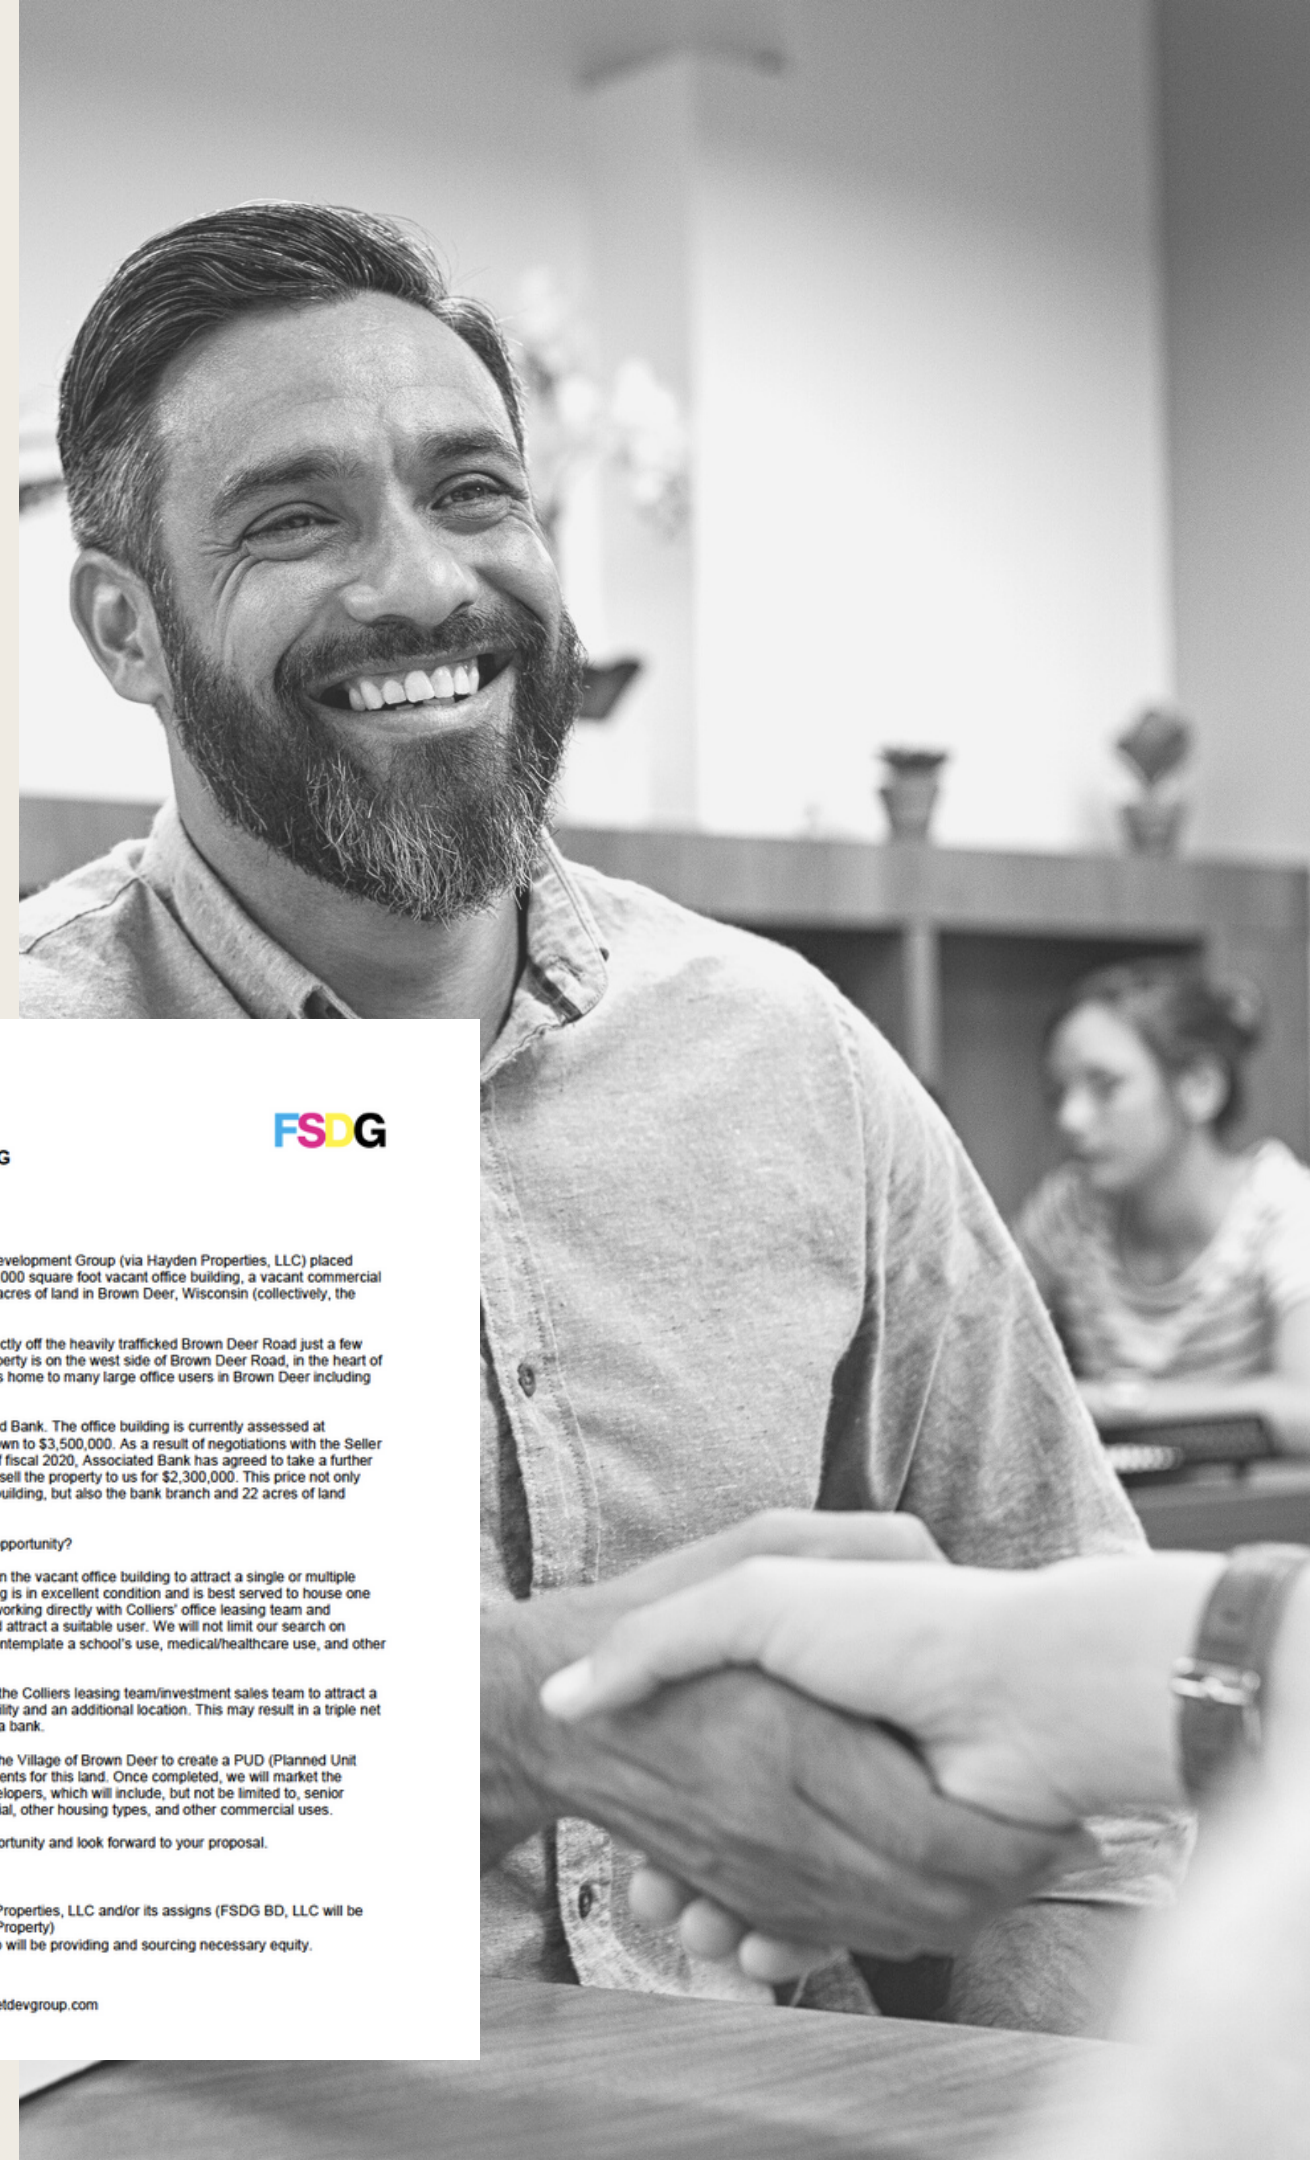 FSDG
G
evelopment Group (via Hayden Properties, LLC) placed
000 square foot vacant office building, a vacant commercial
acres of land in Brown Deer, Wisconsin (collectively, the
ctly off the heavily trafficked Brown Deer Road just a few
perty is on the west side of Brown Deer Road, in the heart of
s home to many large office users in Brown Deer including
d Bank. The office building is currently assessed at
wn to $3,500,000. As a result of negotiations with the Seller
f fiscal 2020, Associated Bank has agreed to take a further
sell the property to us for $2,300,000. This price not only
building, but also the bank branch and 22 acres of land
pportunity?
n the vacant office building to attract a single or multiple
g is in excellent condition and is best served to house one
working directly with Colliers' office leasing team and
d attract a suitable user. We will not limit our search on
ntemplate a school's use, medical/healthcare use, and other
the Colliers leasing team/investment sales team to attract a
ility and an additional location. This may result in a triple net
a bank.
he Village of Brown Deer to create a PUD (Planned Unit
ents for this land. Once completed, we will market the
elopers, which will include, but not be limited to, senior
ial, other housing types, and other commercial uses.
ortunity and look forward to your proposal.
Properties, LLC and/or its assigns (FSDG BD, LLC will be
Property)
will be providing and sourcing necessary equity.
etdevgroup.com